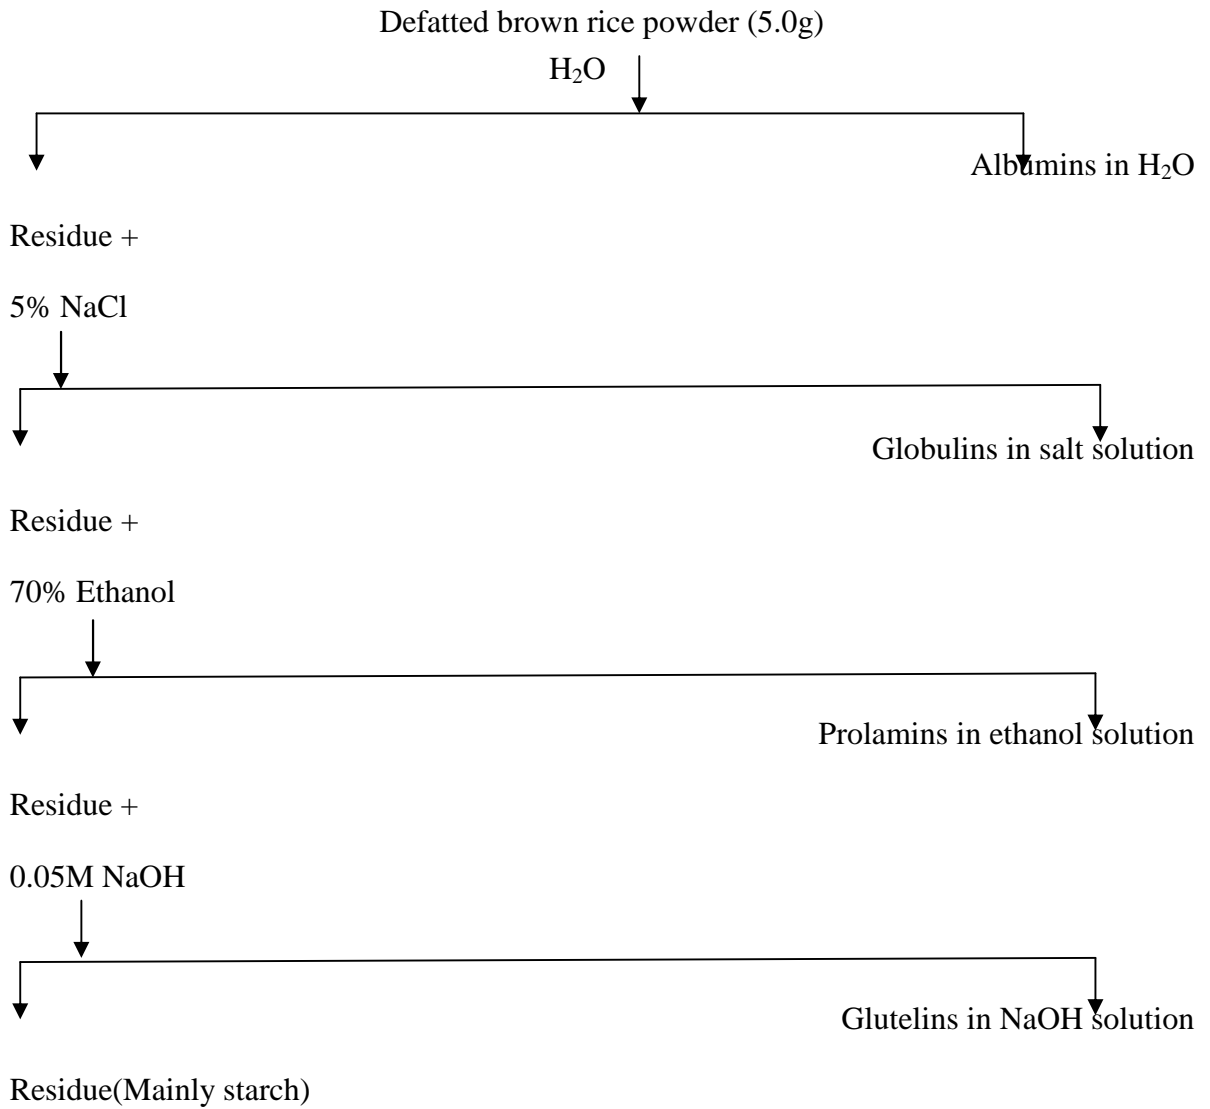 Defatted brown rice powder (5.0g)
H₂O
Albumins in H₂O
Residue +
5% NaCl
Globulins in salt solution
Residue +
70% Ethanol
Prolamins in ethanol solution
Residue +
0.05M NaOH
Glutelins in NaOH solution
Residue(Mainly starch)